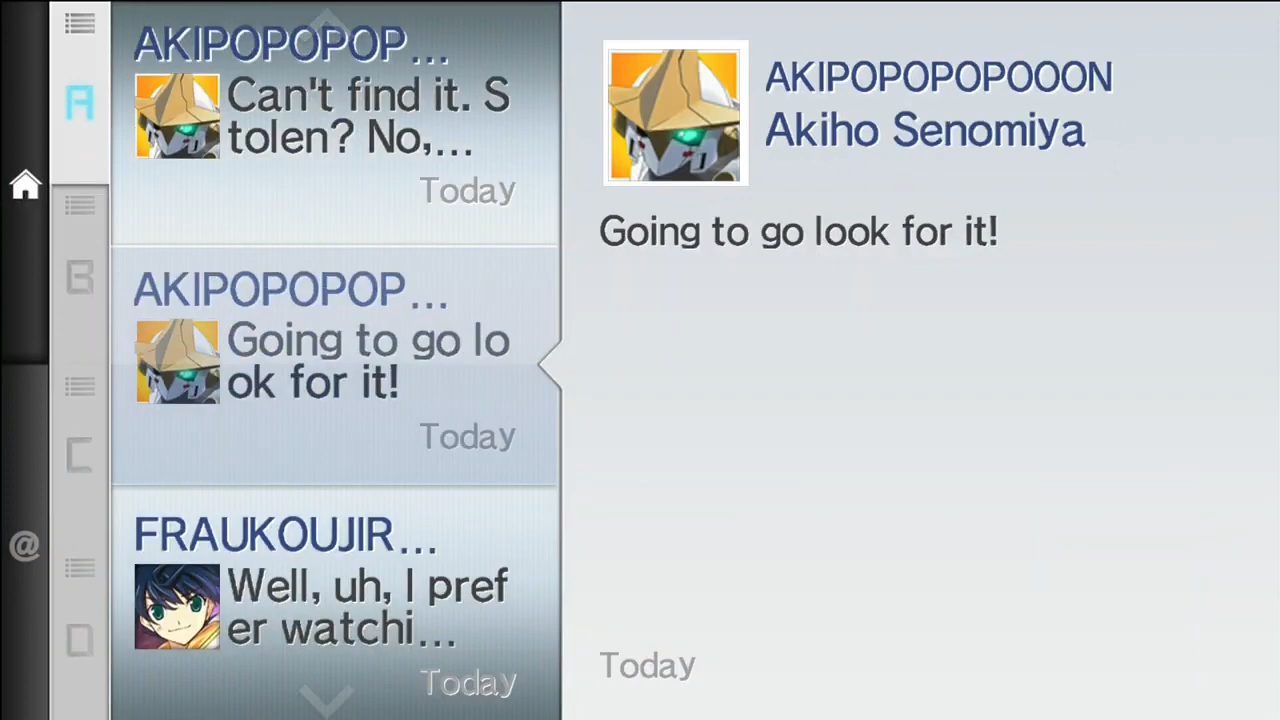 A
B
C
D
@
AKIPOPOPOP...
Can't find it. S
tolen? No,...
Today
AKIPOPOPOP...
Going to go lo
ok for it!
Today
FRAUKOUJIR...
Well, uh, I pref
er watchi...
Today
AKIPOPOPOPOOON
Akiho Senomiya
Going to go look for it!
Today